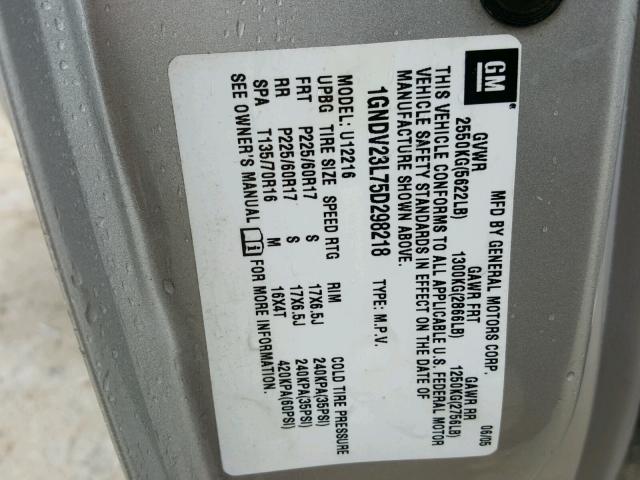 GM
MFD BY GENERAL MOTORS CORP. 06/05
GVWR GAWR FRT GAWR RR
2550KG(5622LB) 1300KG(2866LB) 1250KG(2756LB)
THIS VEHICLE CONFORMS TO ALL APPLICABLE U.S. FEDERAL MOTOR
VEHICLE SAFETY STANDARDS IN EFFECT ON THE DATE OF
MANUFACTURE SHOWN ABOVE.
1GNDV23L75D298218 TYPE: M.P.V.
MODEL: U12216
UPBG TIRE SIZE SPEED RTG RIM COLD TIRE PRESSURE
FRT P225/60R17 S 17X6.5J 240KPA(35PSI)
RR P225/60R17 S 17X6.5J 240KPA(35PSI)
SPA T135/70R16 M 16X4T 420KPA(60PSI)
SEE OWNER'S MANUAL FOR MORE INFORMATION.